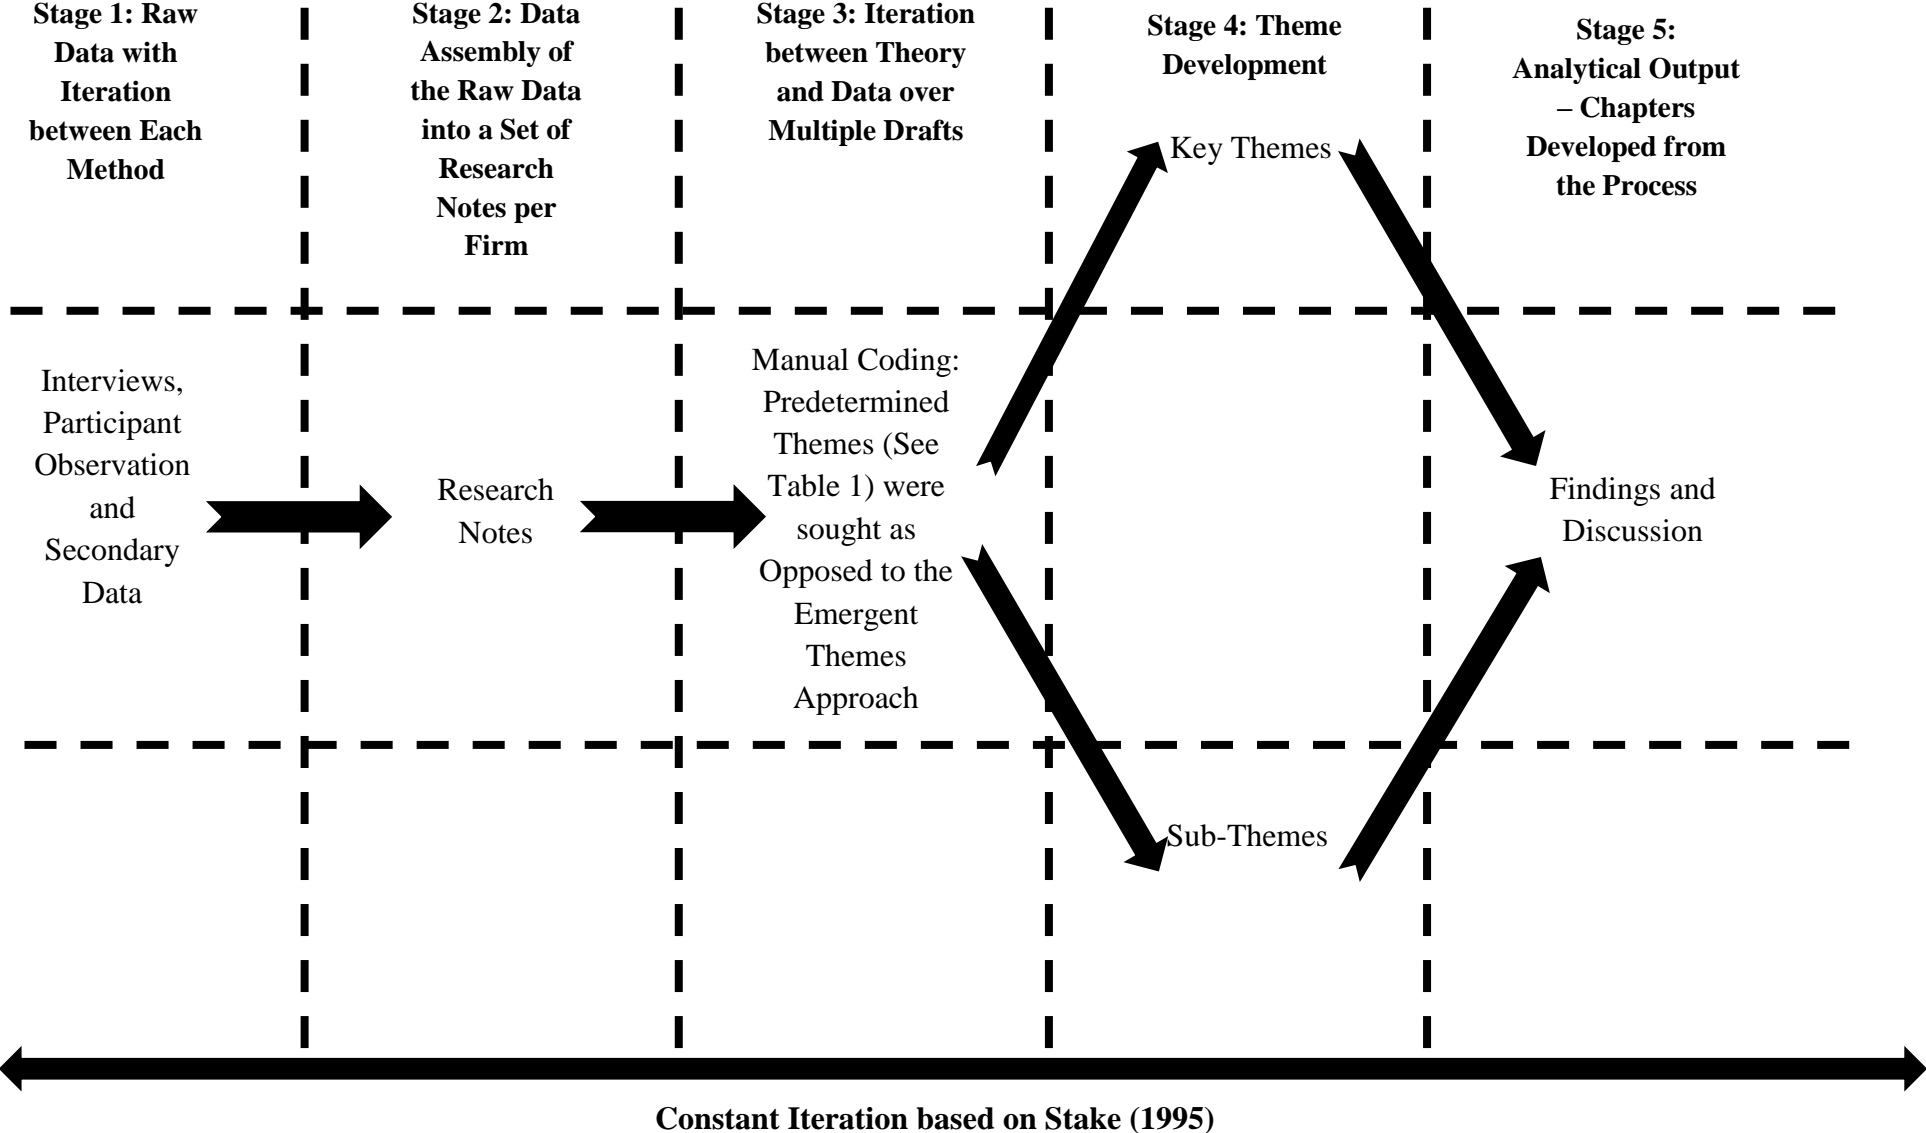 Stage 1: Raw
Data with
Iteration
between Each
Method
Stage 2: Data
Assembly of
the Raw Data
into a Set of
Research
Notes per
Firm
Stage 3: Iteration
between Theory
and Data over
Multiple Drafts
Stage 4: Theme
Development
Stage 5:
Analytical Output
– Chapters
Developed from
the Process
Key Themes
Interviews,
Participant
Observation
and
Secondary
Data
Research
Notes
Manual Coding:
Predetermined
Themes (See
Table 1) were
sought as
Opposed to the
Emergent
Themes
Approach
Findings and
Discussion
Sub-Themes
Constant Iteration based on Stake (1995)